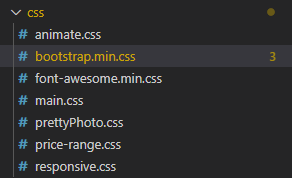 css
# animate.css
# bootstrap.min.css 3
# font-awesome.min.css
# main.css
# prettyPhoto.css
# price-range.css
# responsive.css